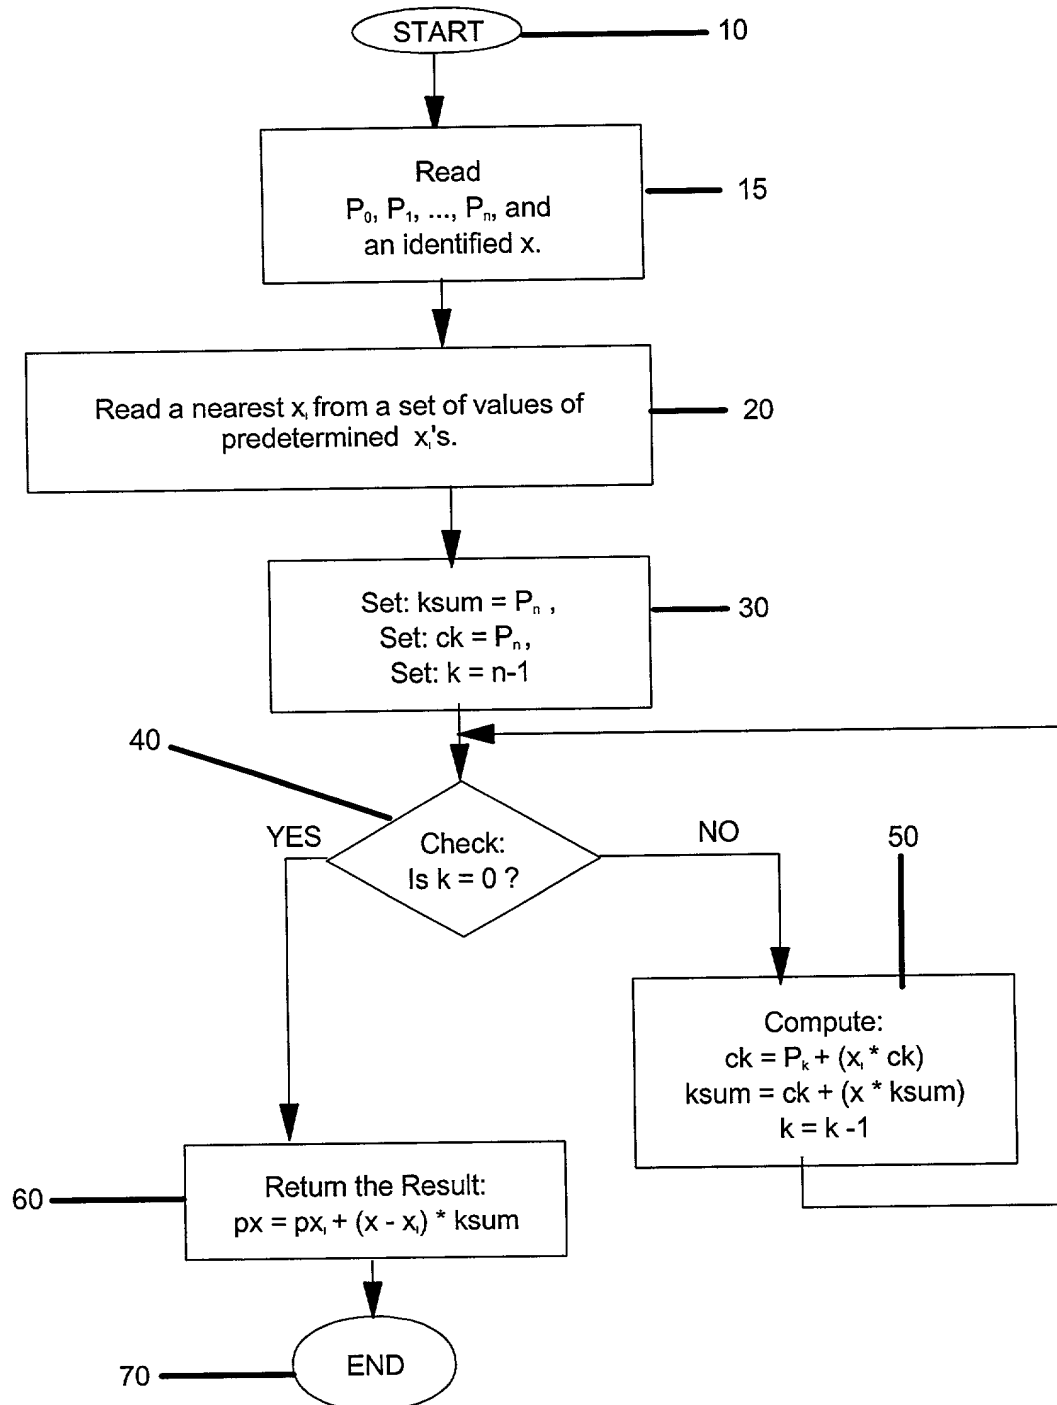 START
10
Read
P₀, P₁, ..., Pₙ, and
an identified x.
15
Read a nearest xᵢ from a set of values of
predetermined xᵢ's.
20
Set: ksum = Pₙ ,
Set: ck = Pₙ,
Set: k = n-1
30
40
YES
Check:
Is k = 0 ?
NO
50
Compute:
ck = Pₖ + (xᵢ * ck)
ksum = ck + (x * ksum)
k = k -1
60
Return the Result:
px = pxᵢ + (x - xᵢ) * ksum
70
END